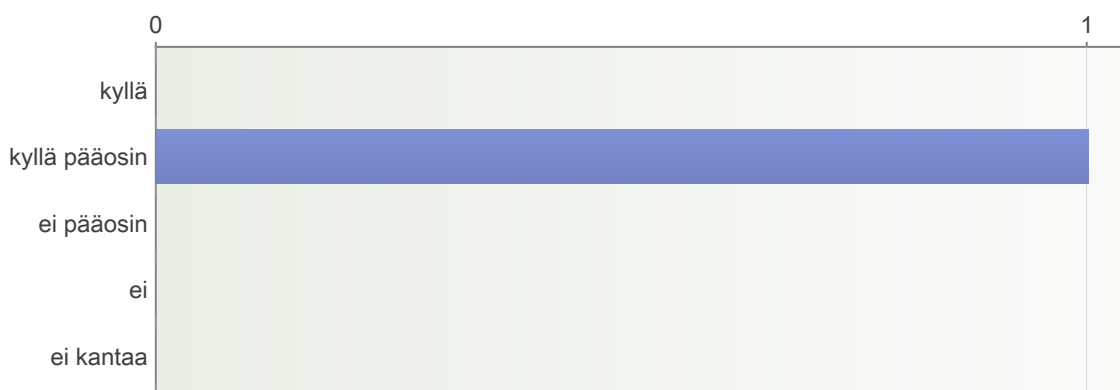 0 1
kyllä
kyllä pääosin
ei pääosin
ei
ei kantaa